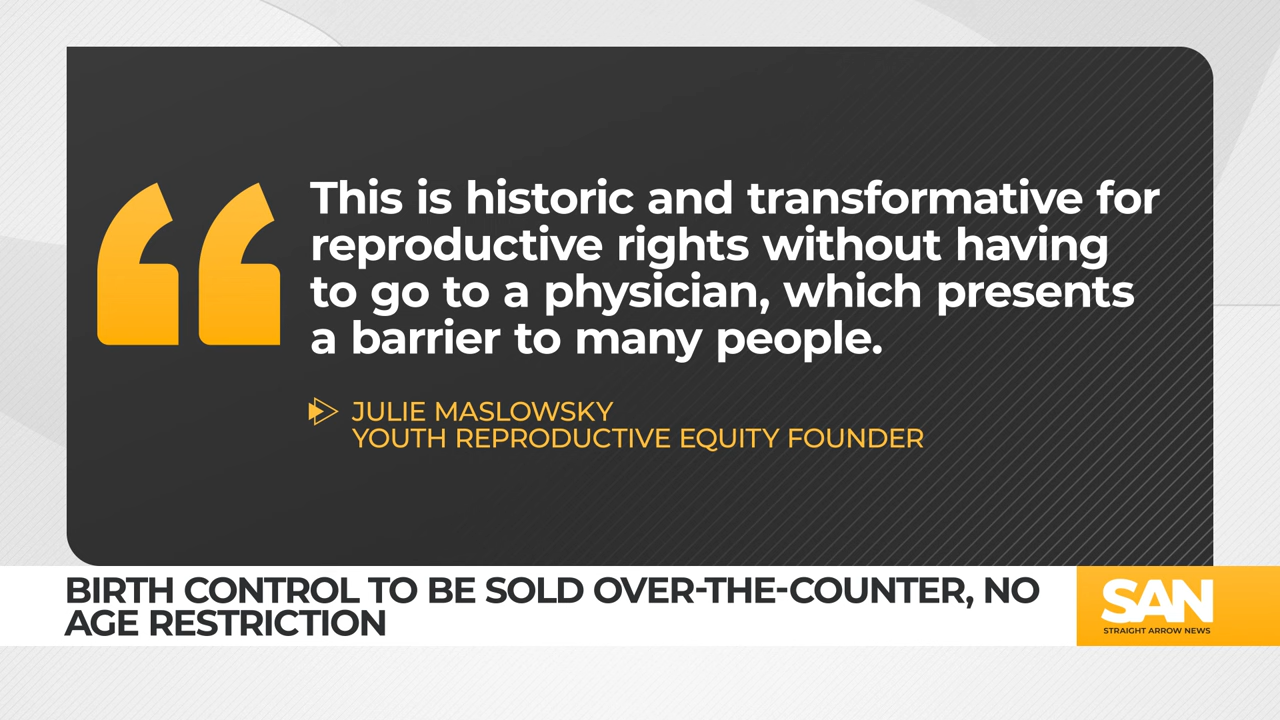 This is historic and transformative for
reproductive rights without having
to go to a physician, which presents
a barrier to many people.
JULIE MASLOWSKY
YOUTH REPRODUCTIVE EQUITY FOUNDER
BIRTH CONTROL TO BE SOLD OVER-THE-COUNTER, NO
AGE RESTRICTION
SAN
STRAIGHT ARROW NEWS